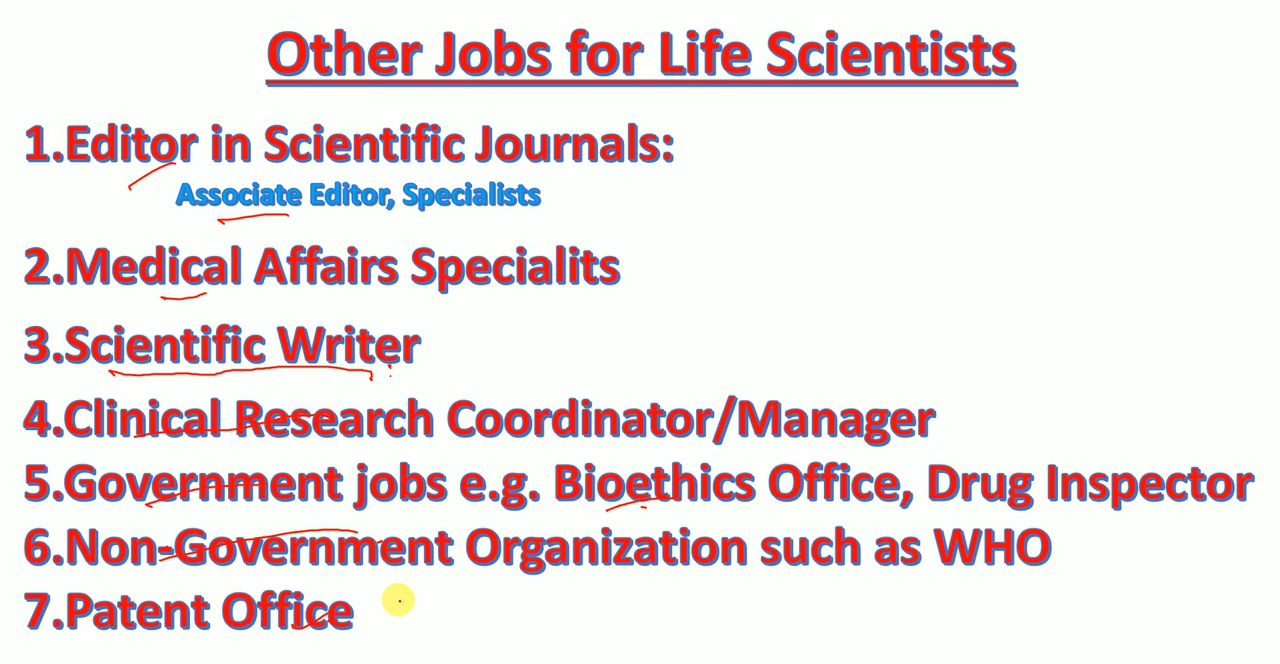 Other Jobs for Life Scientists
1.Editor in Scientific Journals:
Associate Editor, Specialists
2.Medical Affairs Specialits
3.Scientific Writer
4.Clinical Research Coordinator/Manager
5.Government jobs e.g. Bioethics Office, Drug Inspector
6.Non-Government Organization such as WHO
7.Patent Office